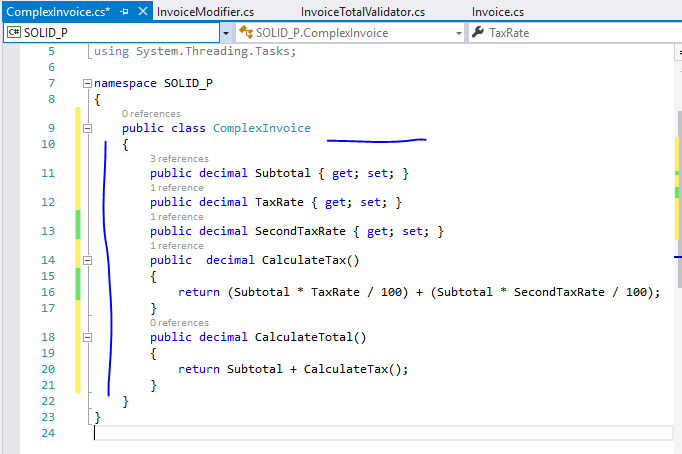 ComplexInvoice.cs* InvoiceModifier.cs InvoiceTotalValidator.cs Invoice.cs
C# SOLID_P SOLID_P.ComplexInvoice TaxRate
5 using System.Threading.Tasks;
6
7 namespace SOLID_P
8 {
0 references
9 public class ComplexInvoice
10 {
3 references
11 public decimal Subtotal { get; set; }
1 reference
12 public decimal TaxRate { get; set; }
1 reference
13 public decimal SecondTaxRate { get; set; }
1 reference
14 public  decimal CalculateTax()
15 {
16 return (Subtotal * TaxRate / 100) + (Subtotal * SecondTaxRate / 100);
17 }
0 references
18 public decimal CalculateTotal()
19 {
20 return Subtotal + CalculateTax();
21 }
22 }
23 }
24